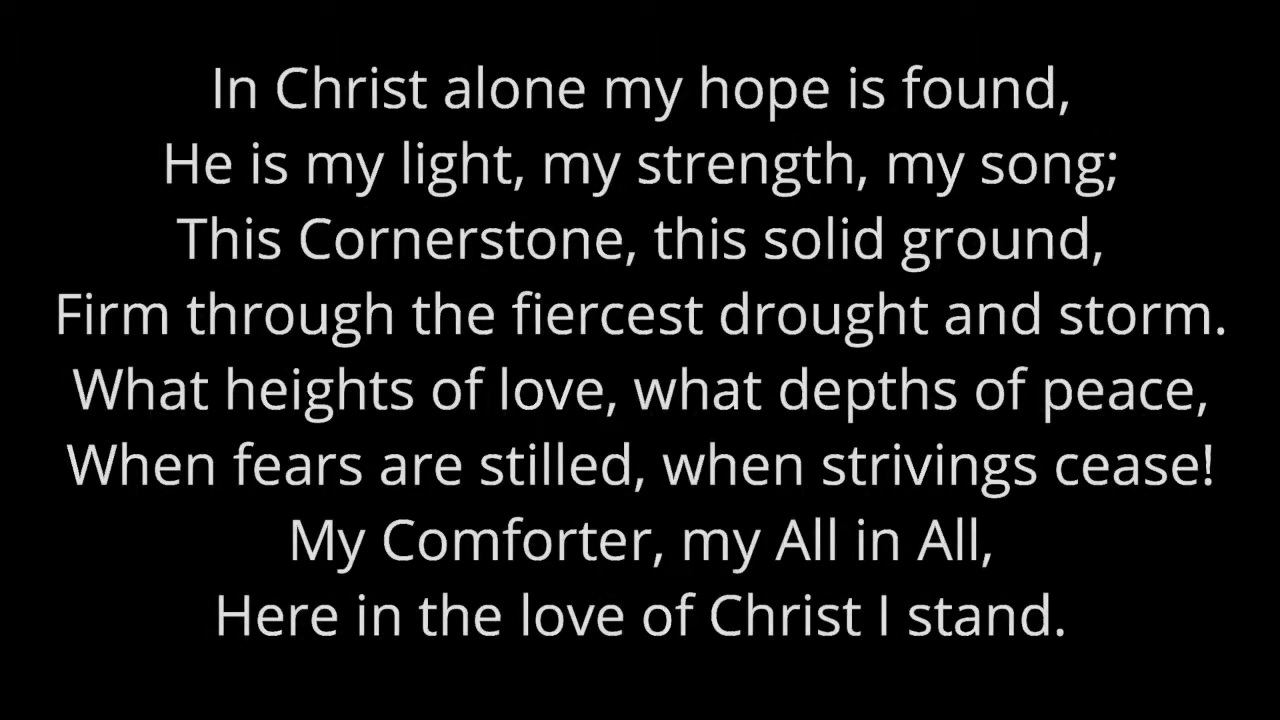 In Christ alone my hope is found,
He is my light, my strength, my song;
This Cornerstone, this solid ground,
Firm through the fiercest drought and storm.
What heights of love, what depths of peace,
When fears are stilled, when strivings cease!
My Comforter, my All in All,
Here in the love of Christ I stand.